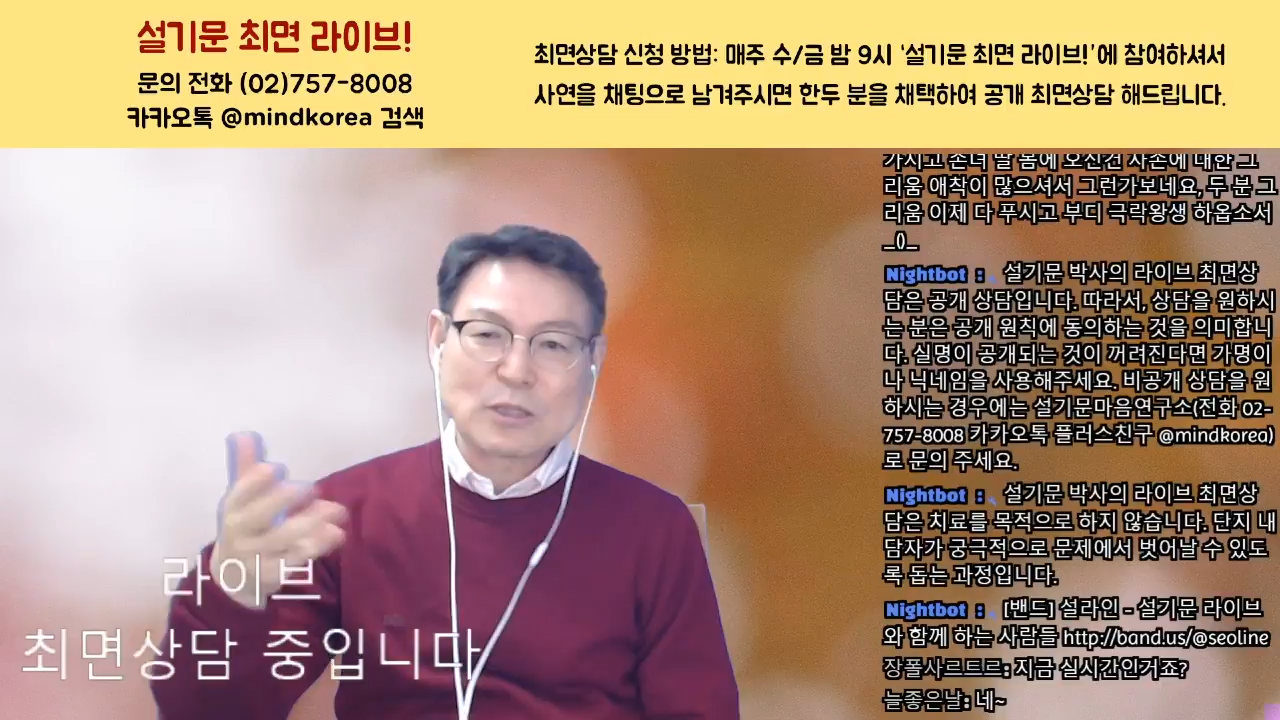 설기문 최면 라이브!
문의 전화 (02)757-8008
카카오톡 @mindkorea 검색
최면상담 신청 방법: 매주 수/금 밤 9시 '설기문 최면 라이브!'에 참여하셔서
사연을 채팅으로 남겨주시면 한두 분을 채택하여 공개 최면상담 해드립니다.
라이브
최면상담 중입니다
가시고 손녀 딸 몸에 오신건 자손에 대한 그
리움 애착이 많으셔서 그런가보네요, 두 분 그
리움 이제 다 푸시고 부디 극락왕생 하옵소서
_()_
Nightbot : 설기문 박사의 라이브 최면상
담은 공개 상담입니다. 따라서, 상담을 원하시
는 분은 공개 원칙에 동의하는 것을 의미합니
다. 실명이 공개되는 것이 꺼려진다면 가명이
나 닉네임을 사용해주세요. 비공개 상담을 원
하시는 경우에는 설기문마음연구소(전화 02-
757-8008 카카오톡 플러스친구 @mindkorea)
로 문의 주세요.
Nightbot : 설기문 박사의 라이브 최면상
담은 치료를 목적으로 하지 않습니다. 단지 내
담자가 궁극적으로 문제에서 벗어날 수 있도
록 돕는 과정입니다.
Nightbot : [밴드] 설라인 - 설기문 라이브
와 함께 하는 사람들 http://band.us/@seoline
장폴사르트르: 지금 실시간인거죠?
늘좋은날: 네~